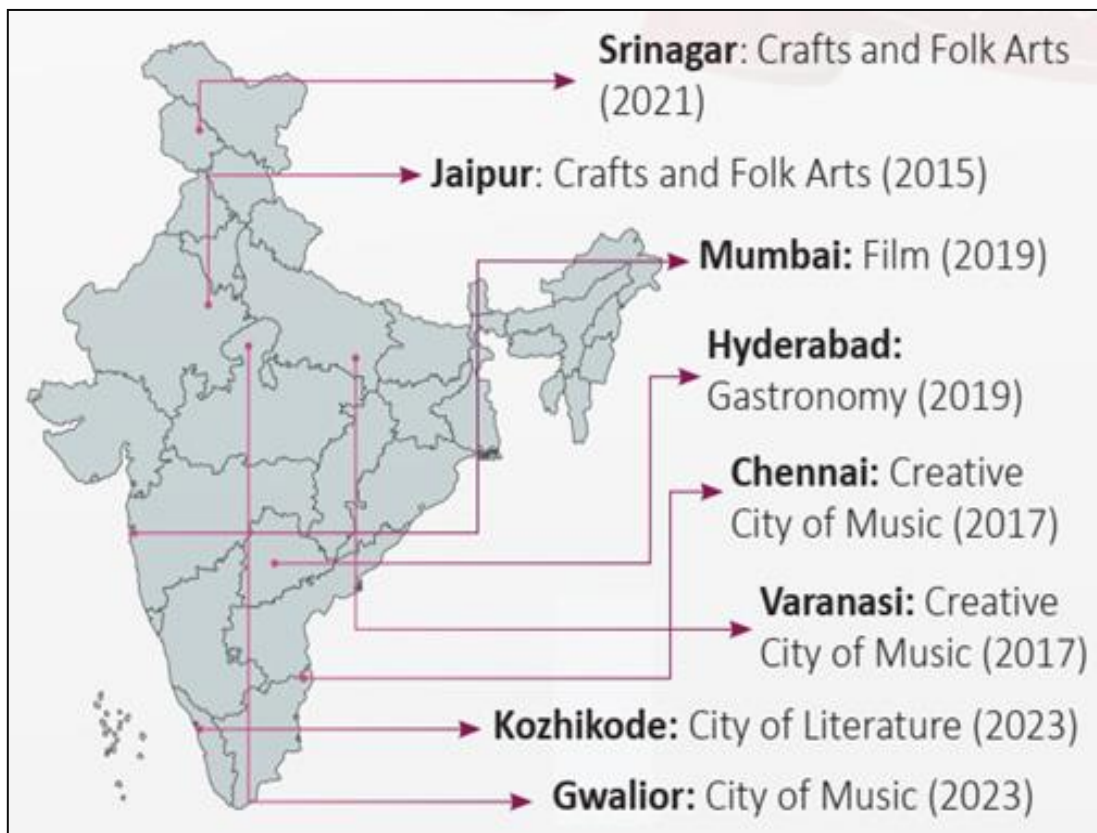 Srinagar: Crafts and Folk Arts
(2021)
Jaipur: Crafts and Folk Arts (2015)
Mumbai: Film (2019)
Hyderabad:
Gastronomy (2019)
Chennai: Creative
City of Music (2017)
Varanasi: Creative
City of Music (2017)
Kozhikode: City of Literature (2023)
Gwalior: City of Music (2023)